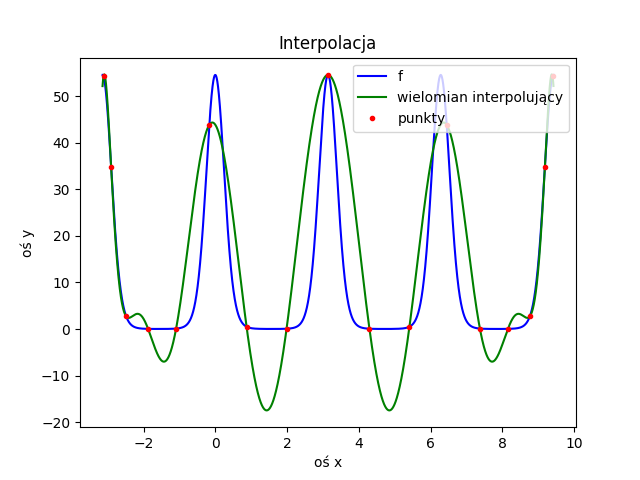 Interpolacja
f
wielomian interpolujący
punkty
oś y
50
40
30
20
10
0
−10
−20
−2
0
2
4
6
8
10
oś x